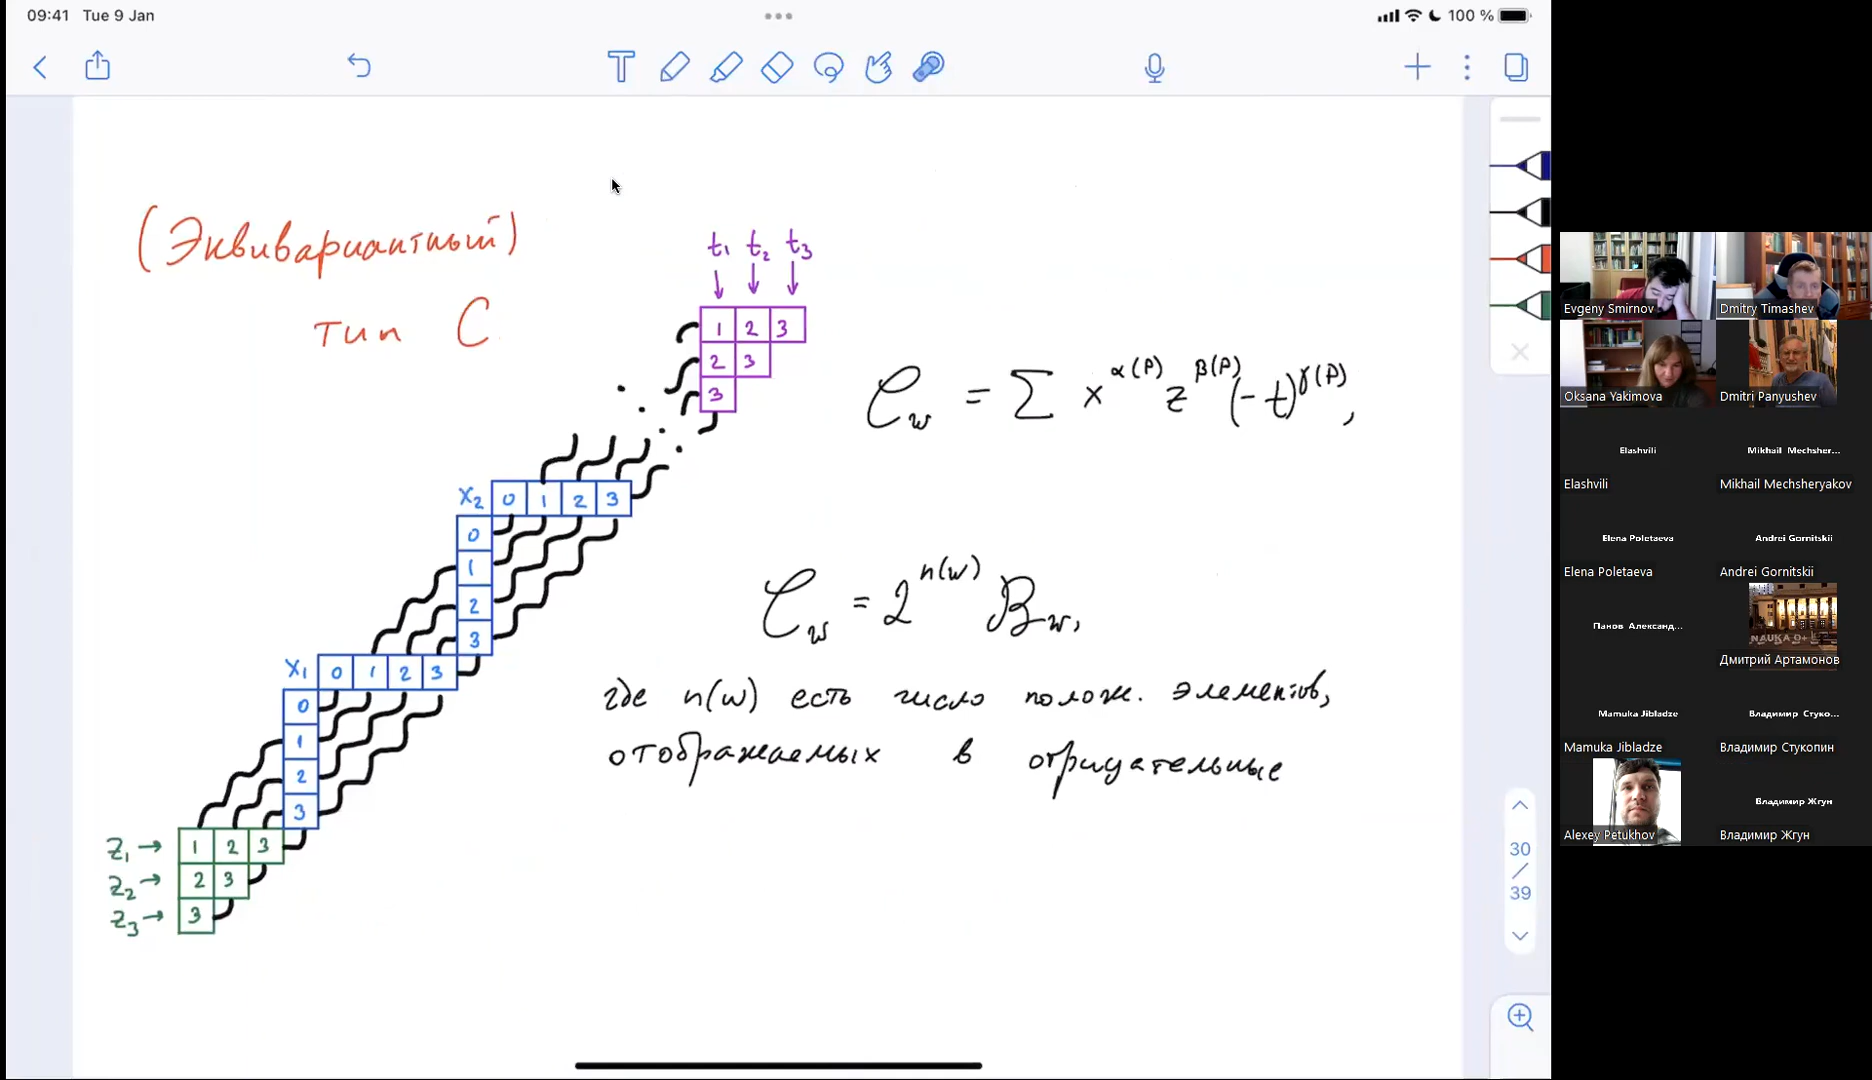 09:41 Tue 9 Jan
100 %
(Эквивариантный)
тип C
t₁ t₂ t₃
1 2 3
2 3
3
X₂ 0 1 2 3
0
1
2
3
X₁ 0 1 2 3
0
1
2
3
Z₁ → 1 2 3
Z₂ → 2 3
Z₃ → 3
𝒞_w = Σ x^α(P) z^β(P) (-t)^γ(P),
𝒞_w = 2^n(w) ℬ_w,
где n(w) есть число полож. элементов,
отображаемых в отрицательные
30
39
Evgeny Smirnov
Dmitry Timashev
Oksana Yakimova
Dmitri Panyushev
Elashvili
Mikhail Mechsher...
Elashvili
Mikhail Mechsheryakov
Elena Poletaeva
Andrei Gornitskii
Elena Poletaeva
Andrei Gornitskii
Панов Александ...
NAUKA 0+
Дмитрий Артамонов
Mamuka Jibladze
Владимир Стуко...
Mamuka Jibladze
Владимир Стукопин
Владимир Жгун
Alexey Petukhov
Владимир Жгун